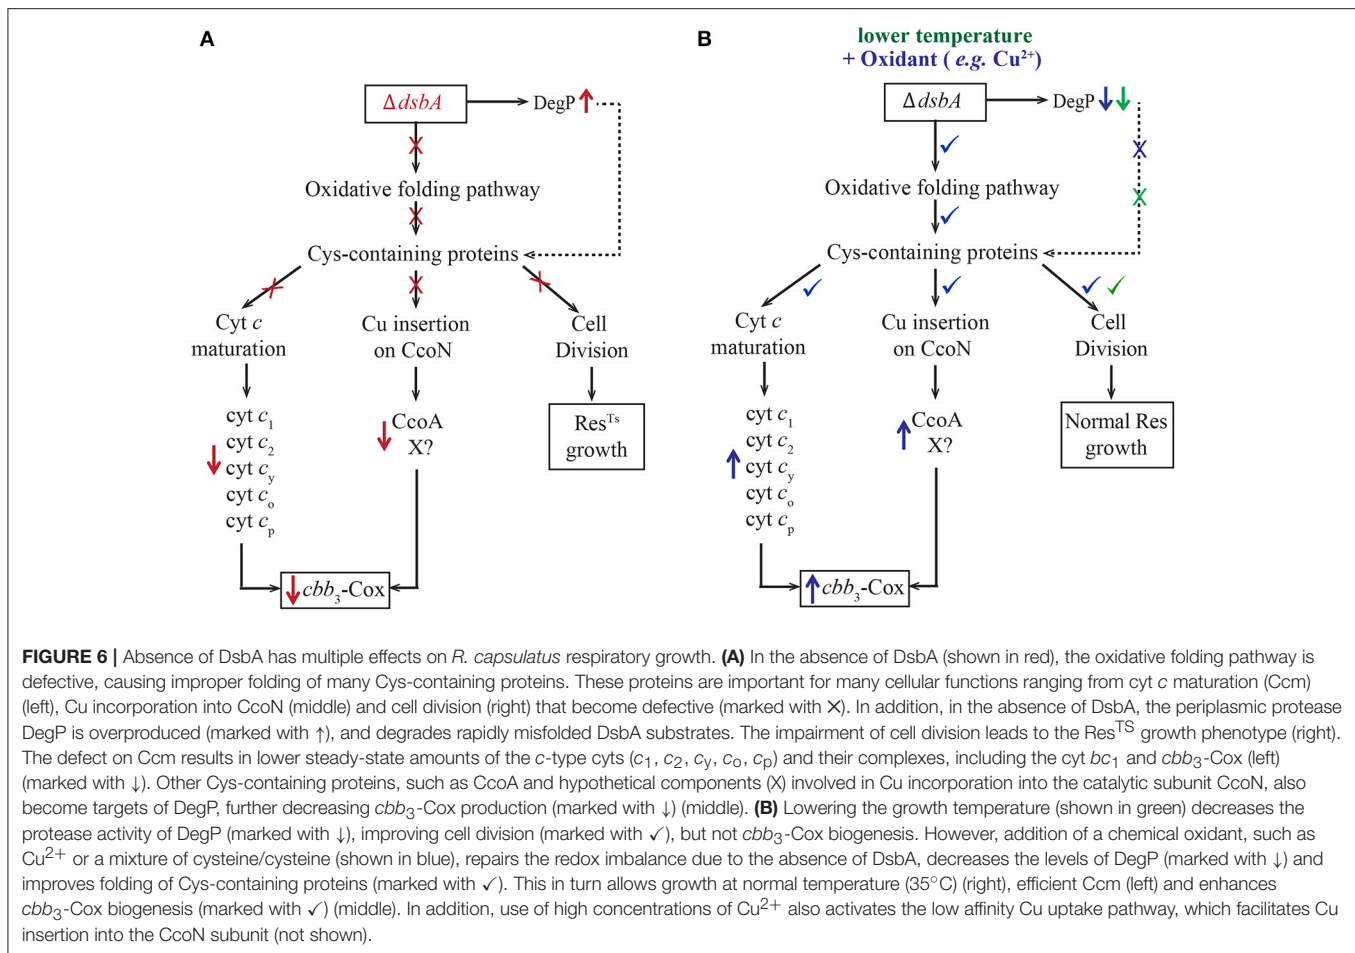 A
ΔdsbA
DegP ↑
X
Oxidative folding pathway
X
Cys-containing proteins
X X X
Cyt c
maturation
Cu insertion
on CcoN
Cell
Division
cyt c1
cyt c2
cyt cy
cyt co
cyt cp
↓
CcoA
X?
↓
ResTs
growth
↓ cbb3-Cox
B
lower temperature
+ Oxidant ( e.g. Cu2+)
Δdsba
DegP ↓ ↓
✓
X
Oxidative folding pathway
X
✓
Cys-containing proteins
✓ ✓ ✓ ✓
Cyt c
maturation
Cu insertion
on CcoN
Cell
Division
cyt c1
cyt c2
cyt cy
cyt co
cyt cp
↑
CcoA
X?
↑
Normal Res
growth
↑ cbb3-Cox
FIGURE 6 | Absence of DsbA has multiple effects on R. capsulatus respiratory growth. (A) In the absence of DsbA (shown in red), the oxidative folding pathway is
defective, causing improper folding of many Cys-containing proteins. These proteins are important for many cellular functions ranging from cyt c maturation (Ccm)
(left), Cu incorporation into CcoN (middle) and cell division (right) that become defective (marked with ✕). In addition, in the absence of DsbA, the periplasmic protease
DegP is overproduced (marked with ↑), and degrades rapidly misfolded DsbA substrates. The impairment of cell division leads to the ResTS growth phenotype (right).
The defect on Ccm results in lower steady-state amounts of the c-type cyts (c1, c2, cy, co, cp) and their complexes, including the cyt bc1 and cbb3-Cox (left)
(marked with ↓). Other Cys-containing proteins, such as CcoA and hypothetical components (X) involved in Cu incorporation into the catalytic subunit CcoN, also
become targets of DegP, further decreasing cbb3-Cox production (marked with ↓) (middle). (B) Lowering the growth temperature (shown in green) decreases the
protease activity of DegP (marked with ↓), improving cell division (marked with ✓), but not cbb3-Cox biogenesis. However, addition of a chemical oxidant, such as
Cu2+ or a mixture of cysteine/cysteine (shown in blue), repairs the redox imbalance due to the absence of DsbA, decreases the levels of DegP (marked with ↓) and
improves folding of Cys-containing proteins (marked with ✓). This in turn allows growth at normal temperature (35°C) (right), efficient Ccm (left) and enhances
cbb3-Cox biogenesis (marked with ✓) (middle). In addition, use of high concentrations of Cu2+ also activates the low affinity Cu uptake pathway, which facilitates Cu
insertion into the CcoN subunit (not shown).